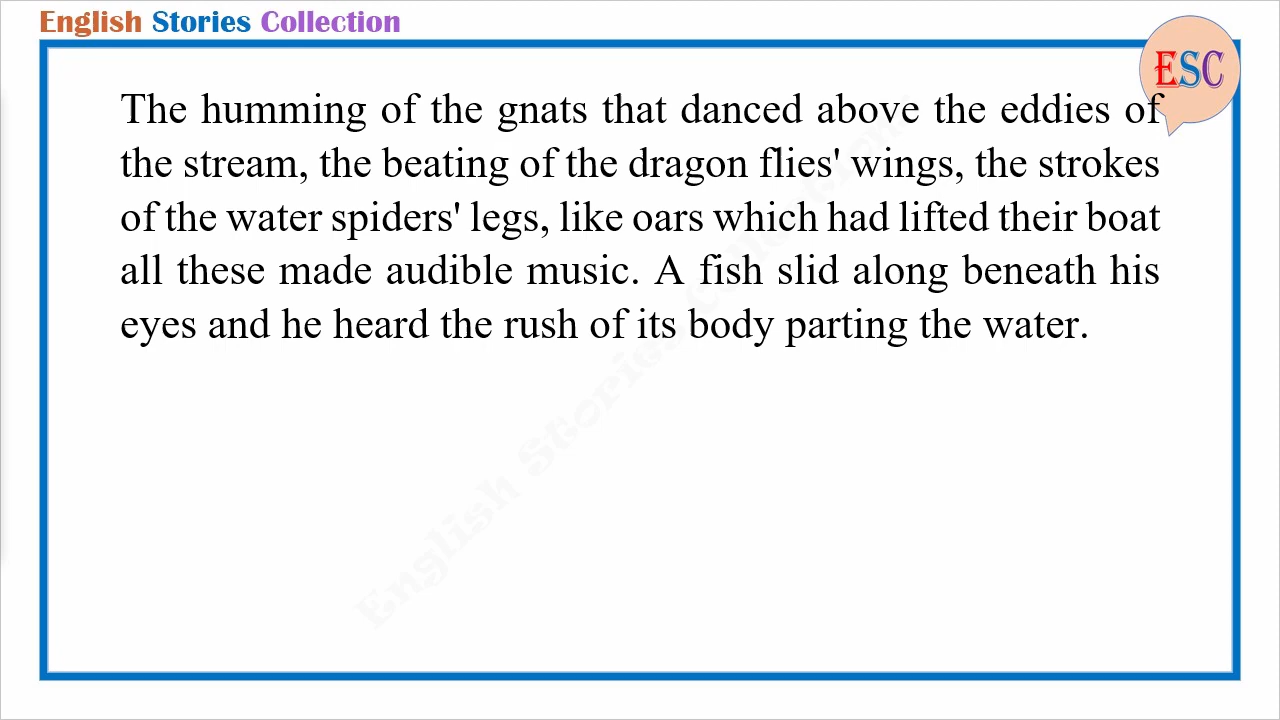 English Stories Collection
ESC
The humming of the gnats that danced above the eddies of
the stream, the beating of the dragon flies' wings, the strokes
of the water spiders' legs, like oars which had lifted their boat
all these made audible music. A fish slid along beneath his
eyes and he heard the rush of its body parting the water.
English Stories Collection